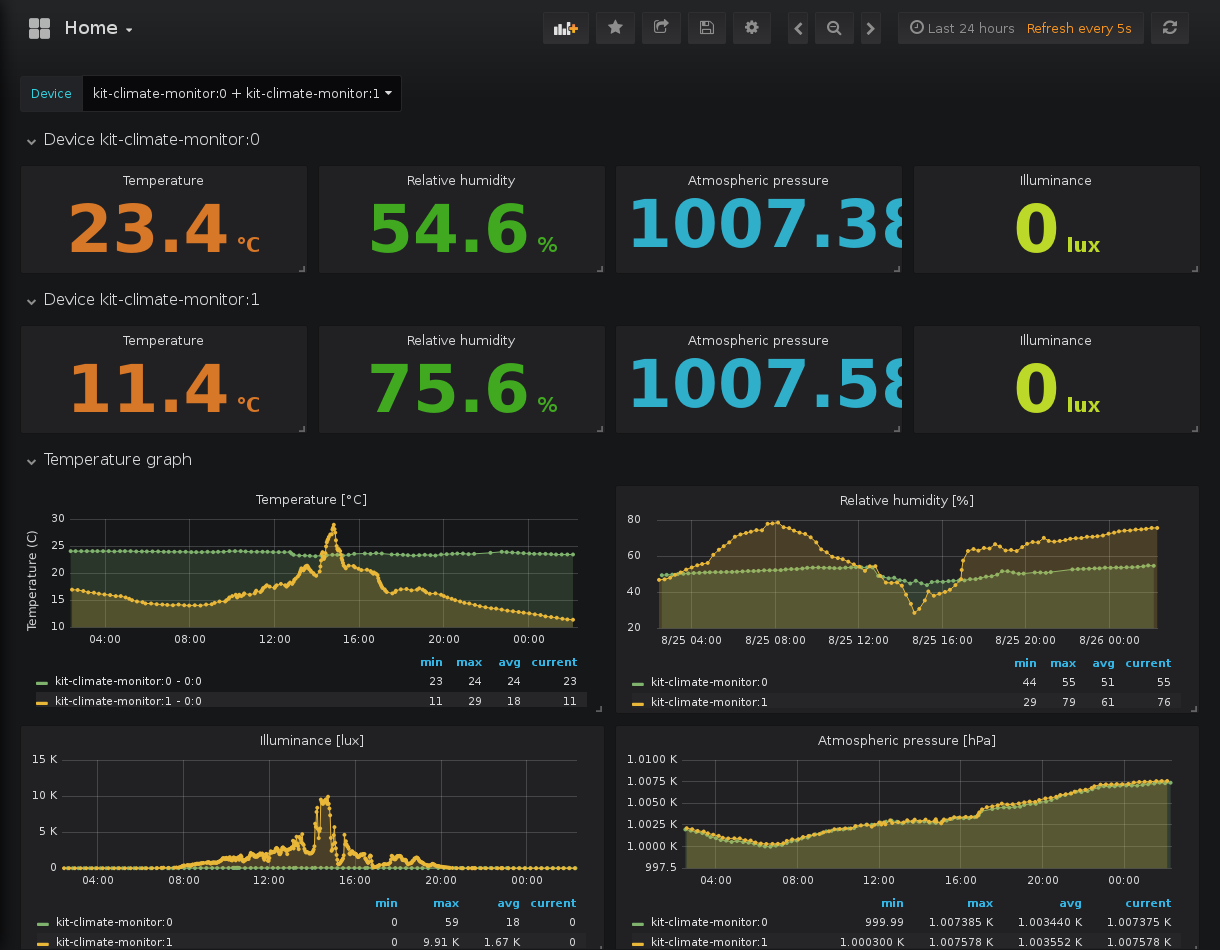 Home
Last 24 hours Refresh every 5s
Device kit-climate-monitor:0 + kit-climate-monitor:1
Device kit-climate-monitor:0
Temperature Relative humidity Atmospheric pressure Illuminance
23.4 °C 54.6 % 1007.38 0 lux
Device kit-climate-monitor:1
Temperature Relative humidity Atmospheric pressure Illuminance
11.4 °C 75.6 % 1007.58 0 lux
Temperature graph
Temperature [°C]
Temperature (C)
30
25
20
15
10
04:00 08:00 12:00 16:00 20:00 00:00
min max avg current
kit-climate-monitor:0 - 0:0 23 24 24 23
kit-climate-monitor:1 - 0:0 11 29 18 11
Relative humidity [%]
80
60
40
20
8/25 04:00 8/25 08:00 8/25 12:00 8/25 16:00 8/25 20:00 8/26 00:00
min max avg current
kit-climate-monitor:0 44 55 51 55
kit-climate-monitor:1 29 79 61 76
Illuminance [lux]
15 K
10 K
5 K
0
04:00 08:00 12:00 16:00 20:00 00:00
min max avg current
kit-climate-monitor:0 0 59 18 0
kit-climate-monitor:1 0 9.91 K 1.67 K 0
Atmospheric pressure [hPa]
1.0100 K
1.0075 K
1.0050 K
1.0025 K
1.0000 K
997.5
04:00 08:00 12:00 16:00 20:00 00:00
min max avg current
kit-climate-monitor:0 999.99 1.007385 K 1.003440 K 1.007375 K
kit-climate-monitor:1 1.000300 K 1.007578 K 1.003552 K 1.007578 K